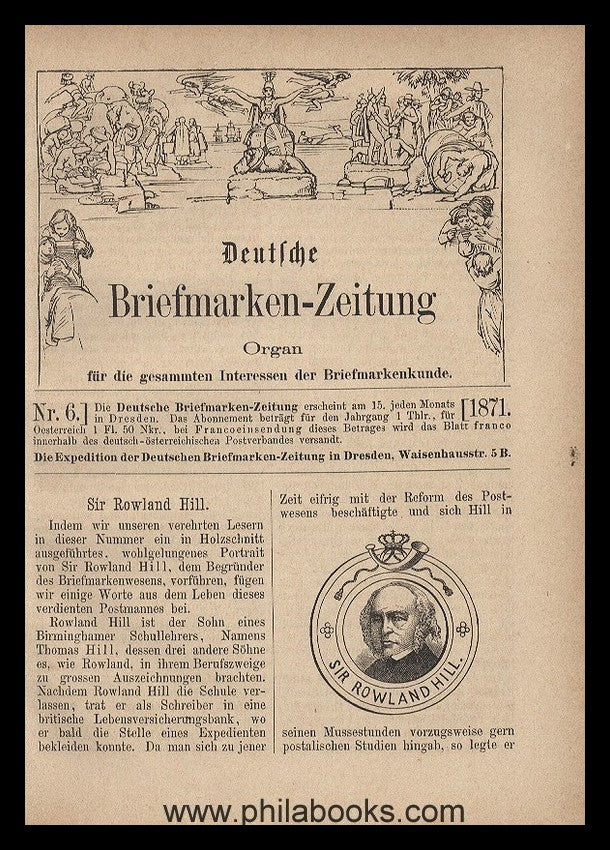 Deutſche
Briefmarken-Zeitung
Organ
für die gesammten Interessen der Briefmarkenkunde.
Nr. 6.] Die Deutsche Briefmarken-Zeitung erscheint am 15. jeden Monats [1871.
in Dresden. Das Abonnement beträgt für den Jahrgang 1 Thlr., für
Oesterreich 1 Fl. 50 Nkr., bei Francoeinsendung dieses Betrages wird das Blatt franco
innerhalb des deutsch-österreichischen Postverbandes versandt.
Die Expedition der Deutschen Briefmarken-Zeitung in Dresden, Waisenhausstr. 5 B.
Sir Rowland Hill.
Indem wir unseren verehrten Lesern
in dieser Nummer ein in Holzschnitt
ausgeführtes, wohlgelungenes Portrait
von Sir Rowland Hill, dem Begründer
des Briefmarkenwesens, vorführen, fügen
wir einige Worte aus dem Leben dieses
verdienten Postmannes bei.
Rowland Hill ist der Sohn eines
Birminghamer Schullehrers, Namens
Thomas Hill, dessen drei andere Söhne
es, wie Rowland, in ihrem Berufszweige
zu grossen Auszeichnungen brachten.
Nachdem Rowland Hill die Schule ver-
lassen, trat er als Schreiber in eine
britische Lebensversicherungsbank, wo
er bald die Stelle eines Expedienten
bekleiden konnte. Da man sich zu jener
Zeit eifrig mit der Reform des Post-
wesens beschäftigte und sich Hill in
SIR ROWLAND HILL.
seinen Mussestunden vorzugsweise gern
postalischen Studien hingab, so legte er
www.philabooks.com